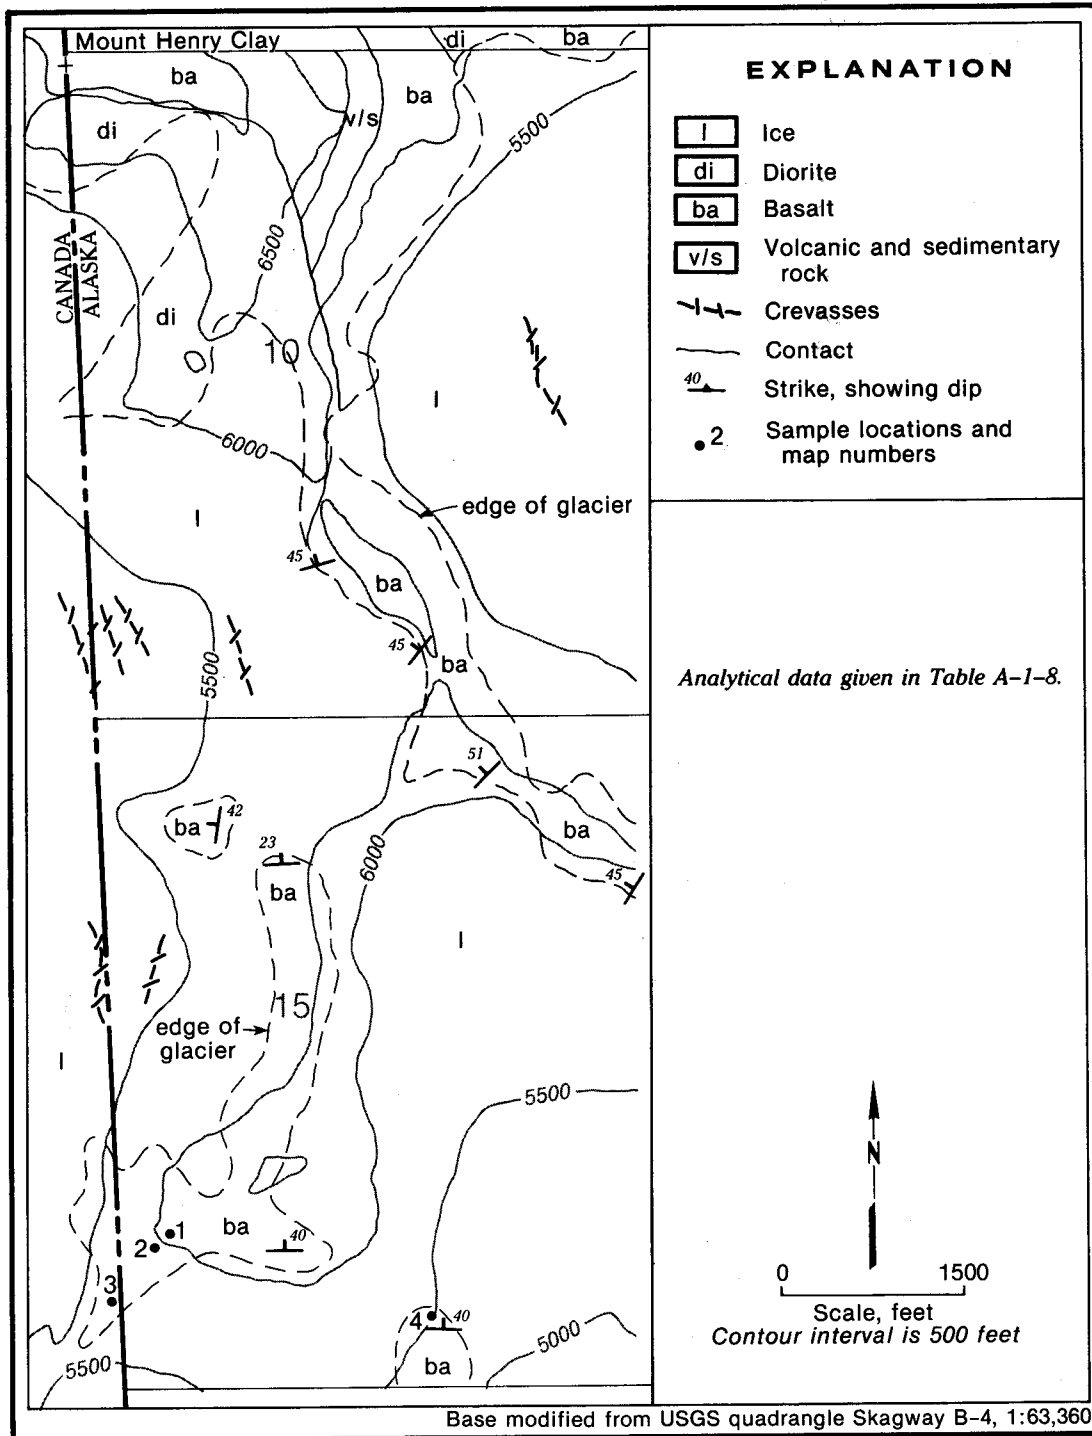 Mount Henry Clay
di
ba
ba
ba
v/s
di
5500
CANADA
ALASKA
6500
di
10
I
6000
edge of glacier
I
45
ba
45
ba
5500
51
42
ba
ba
23
6000
ba
45
I
15
edge of
glacier
I
5500
ba
1
40
2
3
4
40
ba
5000
5500
EXPLANATION
I Ice
di Diorite
ba Basalt
v/s Volcanic and sedimentary
rock
Crevasses
Contact
40 Strike, showing dip
2 Sample locations and
map numbers
Analytical data given in Table A-1-8.
N
0 1500
Scale, feet
Contour interval is 500 feet
Base modified from USGS quadrangle Skagway B-4, 1:63,360